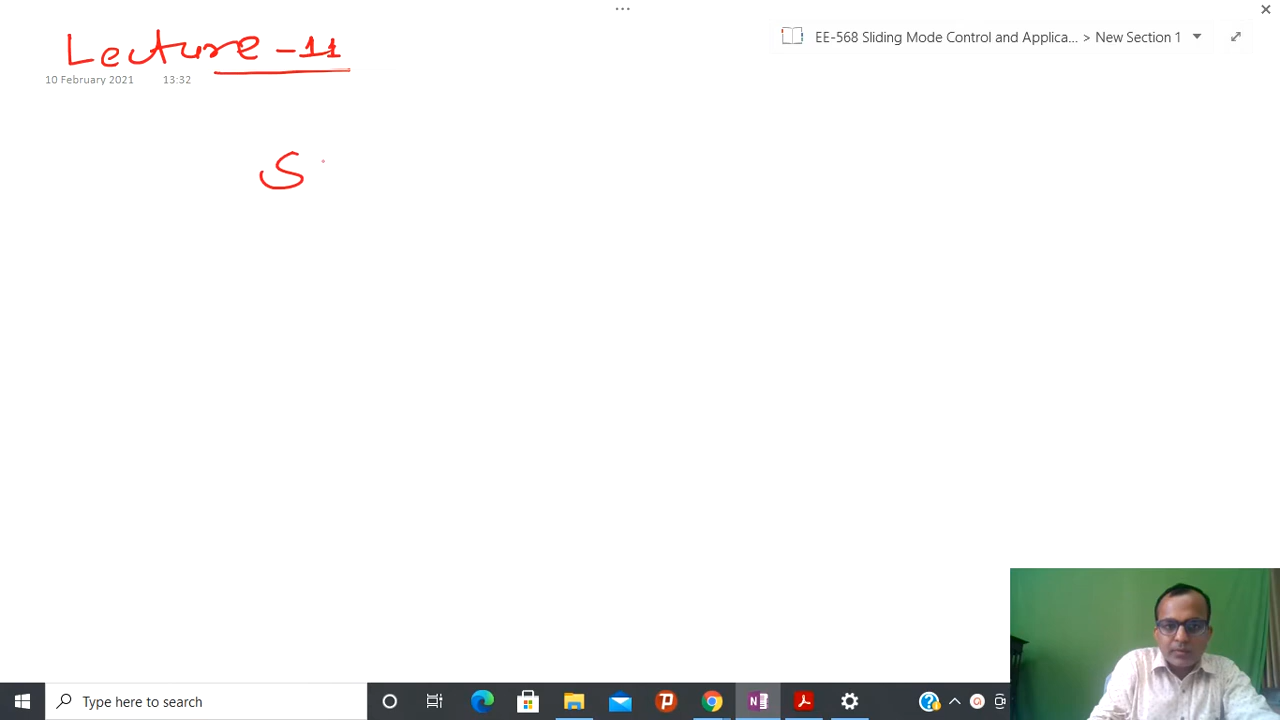 Lecture - 11
EE-568 Sliding Mode Control and Applica... > New Section 1
10 February 2021 13:32
S
Type here to search